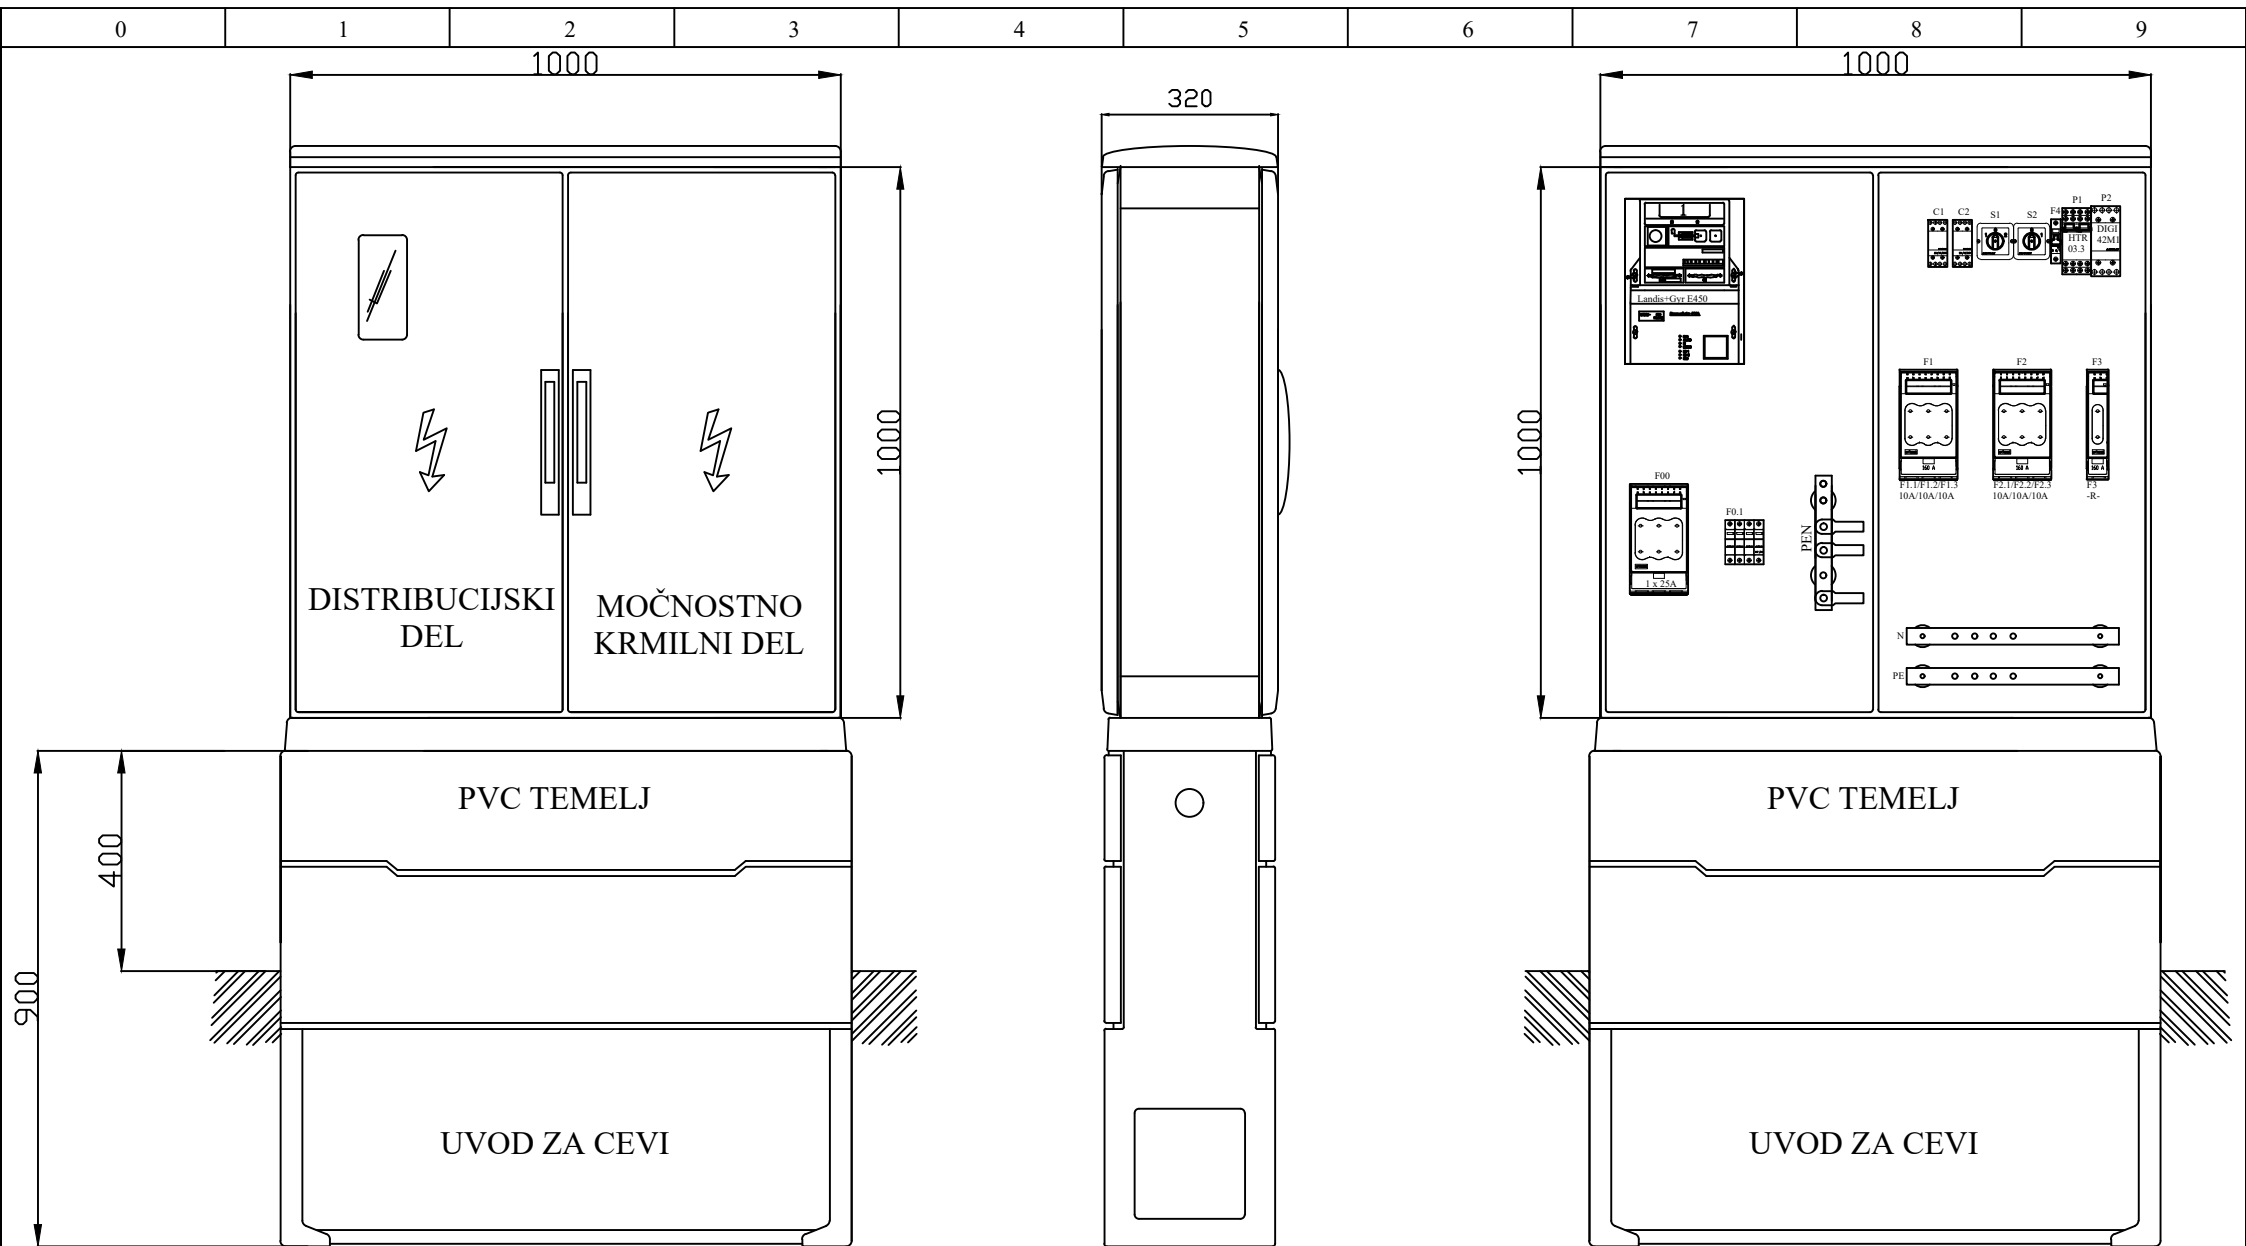 0 1 2 3 4 5 6 7 8 9
1000
320
1000
1000
DISTRIBUCIJSKI
DEL
MOČNOSTNO
KRMILNI DEL
PVC TEMELJ
400
900
UVOD ZA CEVI
1000
1
Landis+Gyr E450
C1 C2 S1 S2 F4 P1 P2
HTR
03.3
DIGI
42M1
F1 F2 F3
160 A 160 A 160 A
F1.1/F1.2/F1.3
10A/10A/10A
F2.1/F2.2/F2.3
10A/10A/10A
F3
-R-
F00
1 x 25A
F0.1
PEN
N
PE
PVC TEMELJ
UVOD ZA CEVI